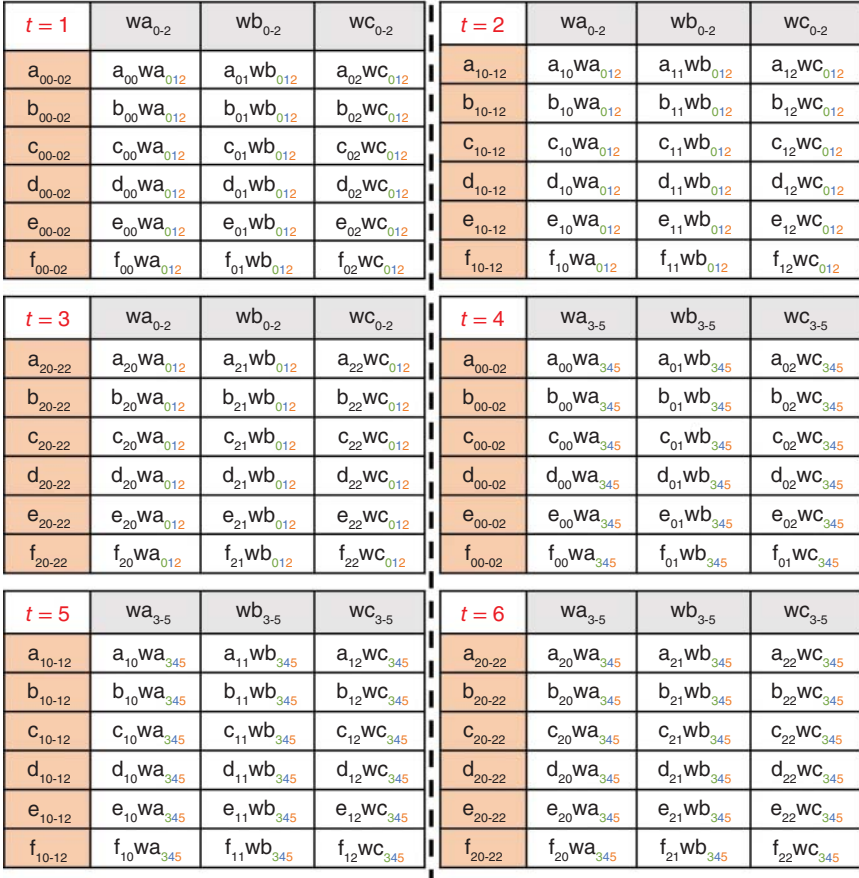 t = 1 wa0-2 wb0-2 wc0-2
a00-02 a00wa012 a01wb012 a02wc012
b00-02 b00wa012 b01wb012 b02wc012
c00-02 c00wa012 c01wb012 c02wc012
d00-02 d00wa012 d01wb012 d02wc012
e00-02 e00wa012 e01wb012 e02wc012
f00-02 f00wa012 f01wb012 f02wc012
t = 2 wa0-2 wb0-2 wc0-2
a10-12 a10wa012 a11wb012 a12wc012
b10-12 b10wa012 b11wb012 b12wc012
c10-12 c10wa012 c11wb012 c12wc012
d10-12 d10wa012 d11wb012 d12wc012
e10-12 e10wa012 e11wb012 e12wc012
f10-12 f10wa012 f11wb012 f12wc012
t = 3 wa0-2 wb0-2 wc0-2
a20-22 a20wa012 a21wb012 a22wc012
b20-22 b20wa012 b21wb012 b22wc012
c20-22 c20wa012 c21wb012 c22wc012
d20-22 d20wa012 d21wb012 d22wc012
e20-22 e20wa012 e21wb012 e22wc012
f20-22 f20wa012 f21wb012 f22wc012
t = 4 wa3-5 wb3-5 wc3-5
a00-02 a00wa345 a01wb345 a02wc345
b00-02 b00wa345 b01wb345 b02wc345
c00-02 c00wa345 c01wb345 c02wc345
d00-02 d00wa345 d01wb345 d02wc345
e00-02 e00wa345 e01wb345 e02wc345
f00-02 f00wa345 f01wb345 f01wc345
t = 5 wa3-5 wb3-5 wc3-5
a10-12 a10wa345 a11wb345 a12wc345
b10-12 b10wa345 b11wb345 b12wc345
c10-12 c10wa345 c11wb345 c12wc345
d10-12 d10wa345 d11wb345 d12wc345
e10-12 e10wa345 e11wb345 e12wc345
f10-12 f10wa345 f11wb345 f12wc345
t = 6 wa3-5 wb3-5 wc3-5
a20-22 a20wa345 a21wb345 a22wc345
b20-22 b20wa345 b21wb345 b22wc345
c20-22 c20wa345 c21wb345 c22wc345
d20-22 d20wa345 d21wb345 d22wc345
e20-22 e20wa345 e21wb345 e22wc345
f20-22 f20wa345 f21wb345 f22wc345